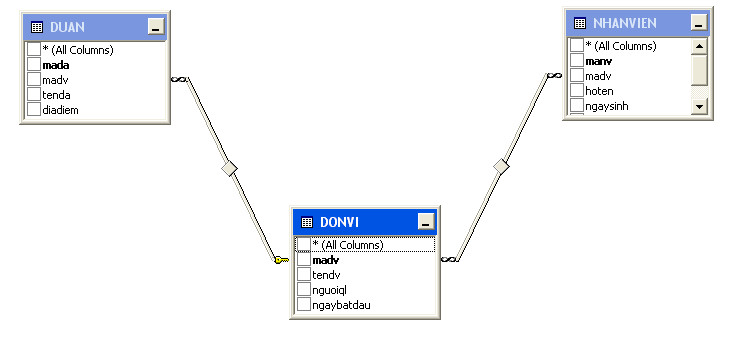 DUAN
* (All Columns)
mada
madv
tenda
diadiem
NHANVIEN
* (All Columns)
manv
madv
hoten
ngaysinh
DONVI
* (All Columns)
madv
tendv
nguoiql
ngaybatdau